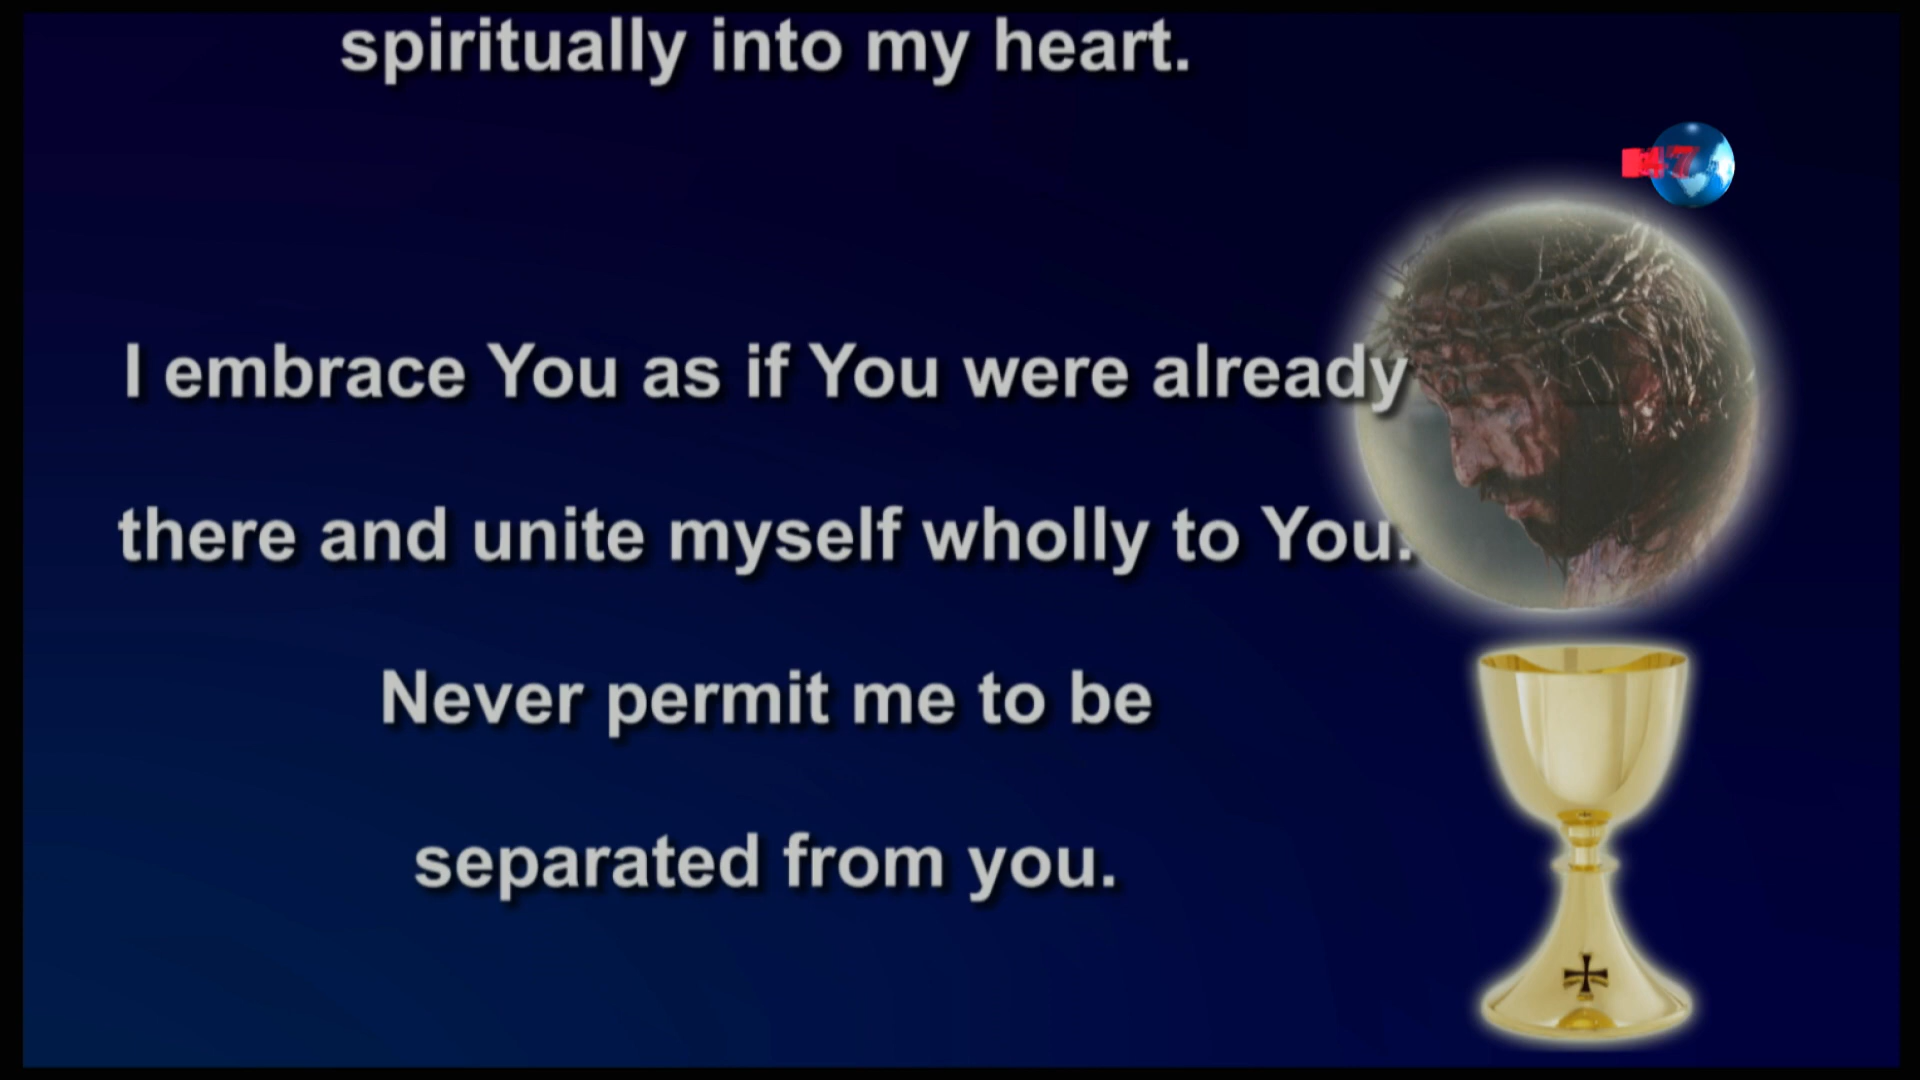 spiritually into my heart.
I embrace You as if You were already
there and unite myself wholly to You.
Never permit me to be
separated from you.